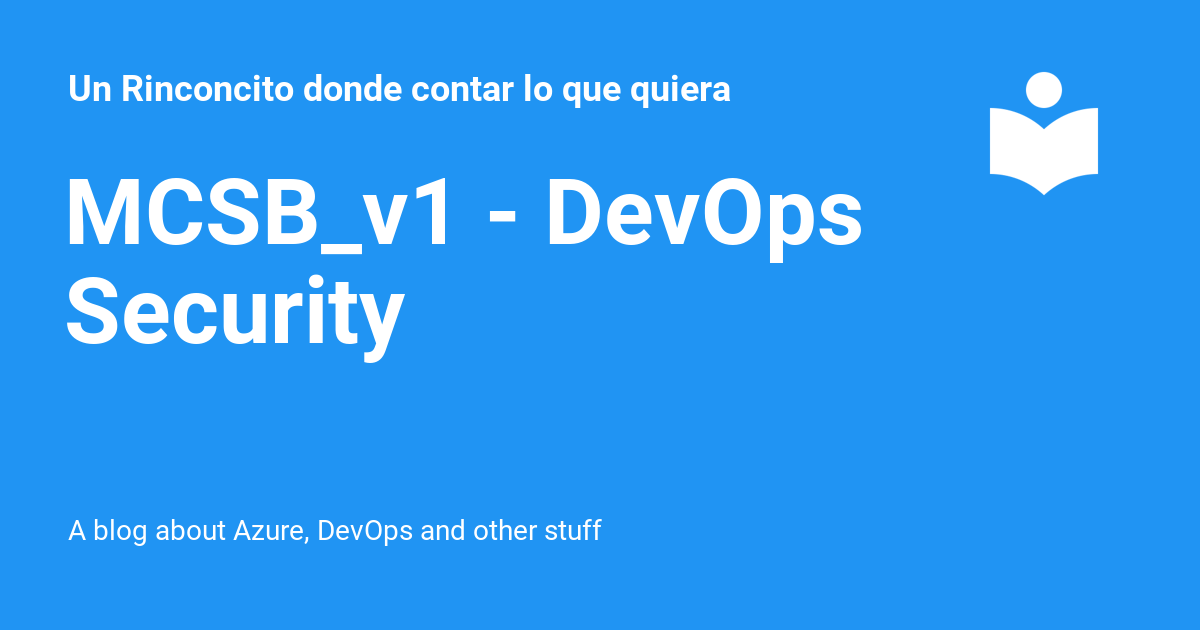 Un Rinconcito donde contar lo que quiera
MCSB_v1 - DevOps
Security
A blog about Azure, DevOps and other stuff